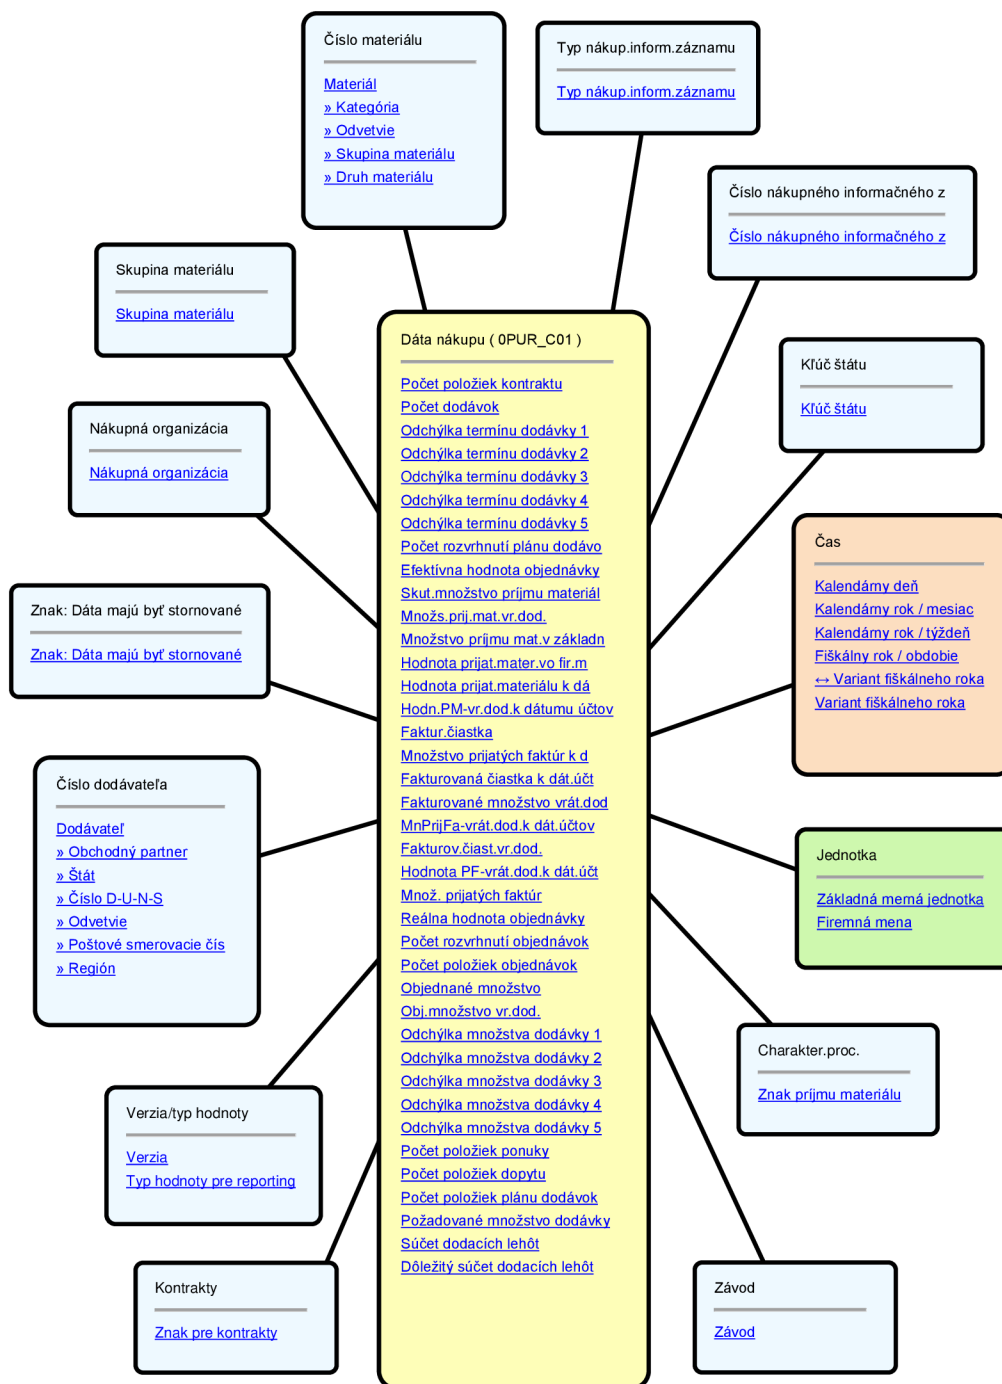 Číslo materiálu
Materiál
» Kategória
» Odvetvie
» Skupina materiálu
» Druh materiálu
Typ nákup.inform.záznamu
Typ nákup.inform.záznamu
Číslo nákupného informačného z
Číslo nákupného informačného z
Skupina materiálu
Skupina materiálu
Kľúč štátu
Kľúč štátu
Nákupná organizácia
Nákupná organizácia
Znak: Dáta majú byť stornované
Znak: Dáta majú byť stornované
Číslo dodávateľa
Dodávateľ
» Obchodný partner
» Štát
» Číslo D-U-N-S
» Odvetvie
» Poštové smerovacie čís
» Región
Verzia/typ hodnoty
Verzia
Typ hodnoty pre reporting
Kontrakty
Znak pre kontrakty
Dáta nákupu ( 0PUR_C01 )
Počet položiek kontraktu
Počet dodávok
Odchýlka termínu dodávky 1
Odchýlka termínu dodávky 2
Odchýlka termínu dodávky 3
Odchýlka termínu dodávky 4
Odchýlka termínu dodávky 5
Počet rozvrhnutí plánu dodávo
Efektívna hodnota objednávky
Skut.množstvo príjmu materiál
Množs.prij.mat.vr.dod.
Množstvo príjmu mat.v základn
Hodnota prijat.mater.vo fir.m
Hodnota prijat.materiálu k dá
Hodn.PM-vr.dod.k dátumu účtov
Faktur.čiastka
Množstvo prijatých faktúr k d
Fakturovaná čiastka k dát.účt
Fakturované množstvo vrát.dod
MnPrijFa-vrát.dod.k dát.účtov
Fakturov.čiast.vr.dod.
Hodnota PF-vrát.dod.k dát.účt
Množ. prijatých faktúr
Reálna hodnota objednávky
Počet rozvrhnutí objednávok
Počet položiek objednávok
Objednané množstvo
Obj.množstvo vr.dod.
Odchýlka množstva dodávky 1
Odchýlka množstva dodávky 2
Odchýlka množstva dodávky 3
Odchýlka množstva dodávky 4
Odchýlka množstva dodávky 5
Počet položiek ponuky
Počet položiek dopytu
Počet položiek plánu dodávok
Požadované množstvo dodávky
Súčet dodacích lehôt
Dôležitý súčet dodacích lehôt
Čas
Kalendárny deň
Kalendárny rok / mesiac
Kalendárny rok / týždeň
Fiškálny rok / obdobie
↔ Variant fiškálneho roka
Variant fiškálneho roka
Jednotka
Základná merná jednotka
Firemná mena
Charakter.proc.
Znak príjmu materiálu
Závod
Závod